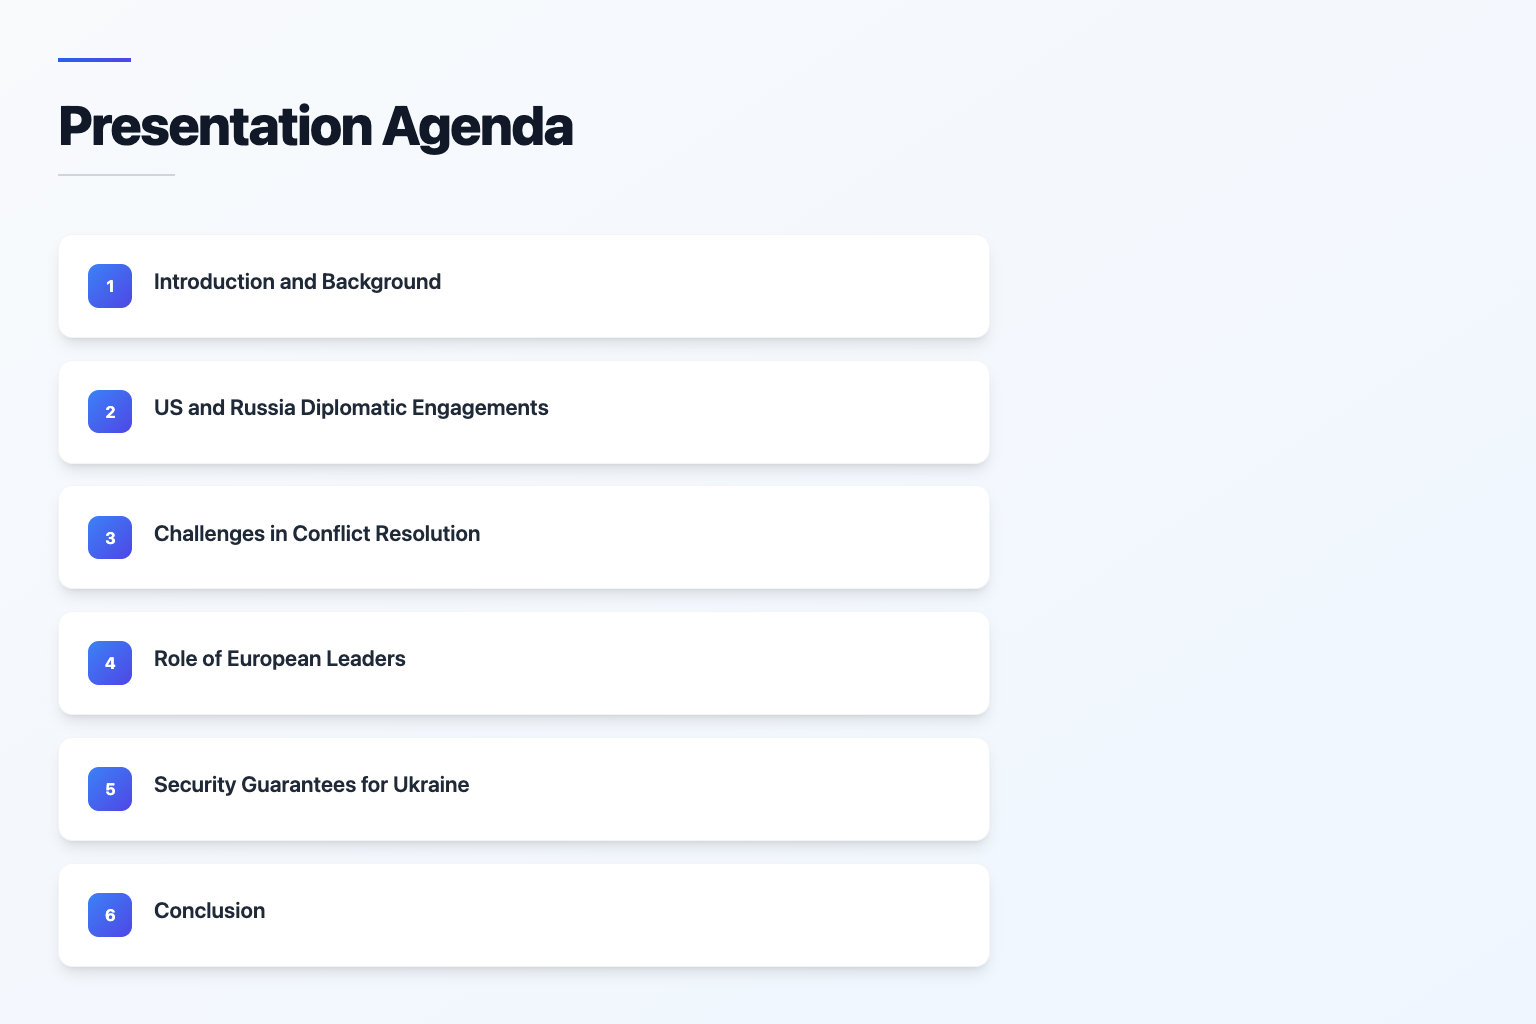 Presentation Agenda
1 Introduction and Background
2 US and Russia Diplomatic Engagements
3 Challenges in Conflict Resolution
4 Role of European Leaders
5 Security Guarantees for Ukraine
6 Conclusion